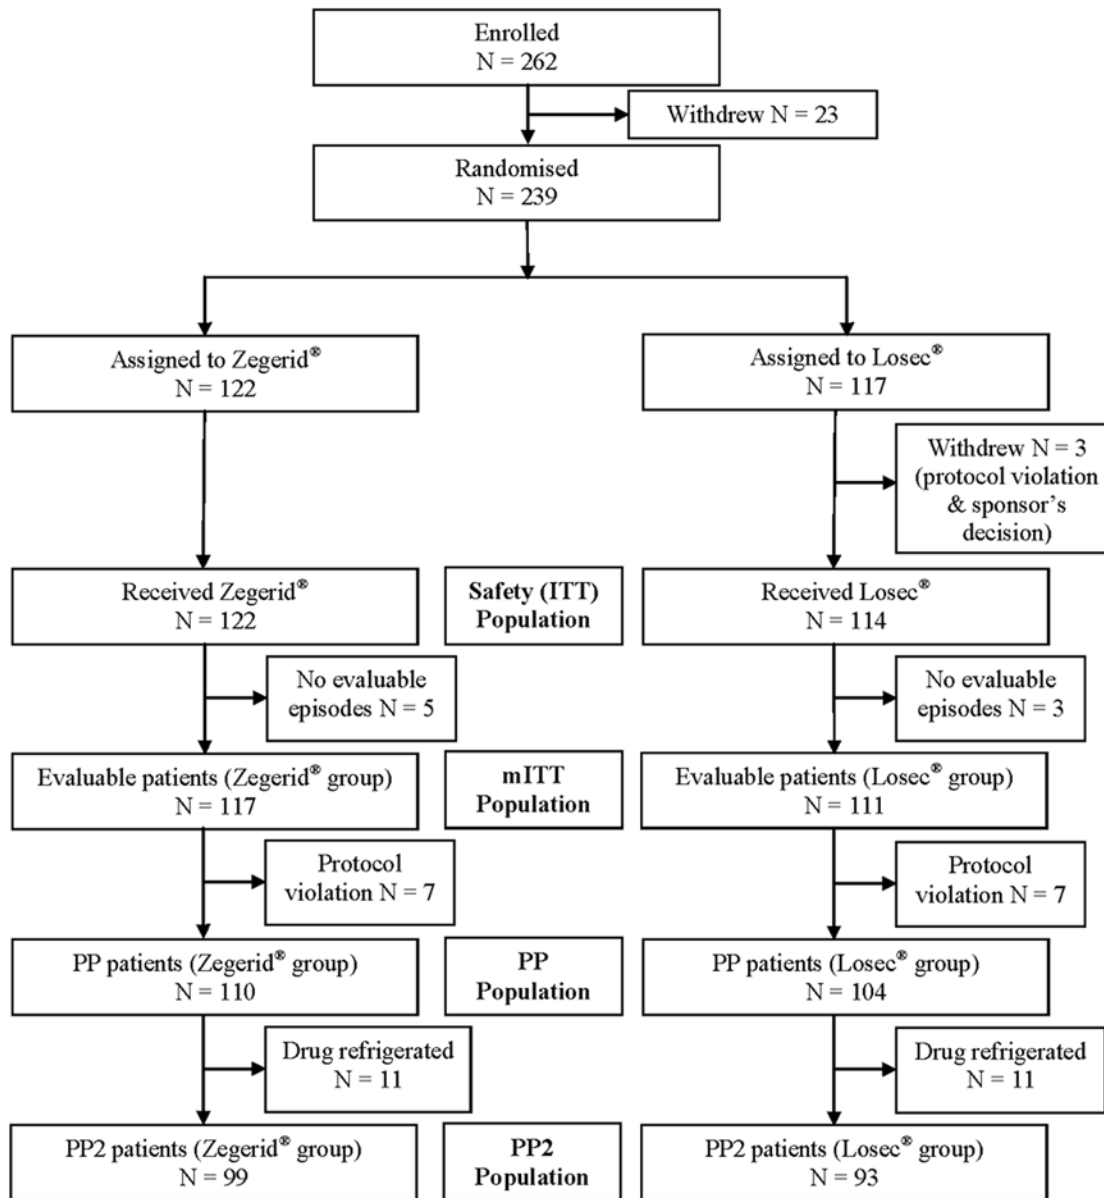 Enrolled
N = 262
Withdrew N = 23
Randomised
N = 239
Assigned to Zegerid®
N = 122
Assigned to Losec®
N = 117
Withdrew N = 3
(protocol violation
& sponsor's
decision)
Received Zegerid®
N = 122
Safety (ITT)
Population
Received Losec®
N = 114
No evaluable
episodes N = 5
No evaluable
episodes N = 3
Evaluable patients (Zegerid® group)
N = 117
mITT
Population
Evaluable patients (Losec® group)
N = 111
Protocol
violation N = 7
Protocol
violation N = 7
PP patients (Zegerid® group)
N = 110
PP
Population
PP patients (Losec® group)
N = 104
Drug refrigerated
N = 11
Drug refrigerated
N = 11
PP2 patients (Zegerid® group)
N = 99
PP2
Population
PP2 patients (Losec® group)
N = 93